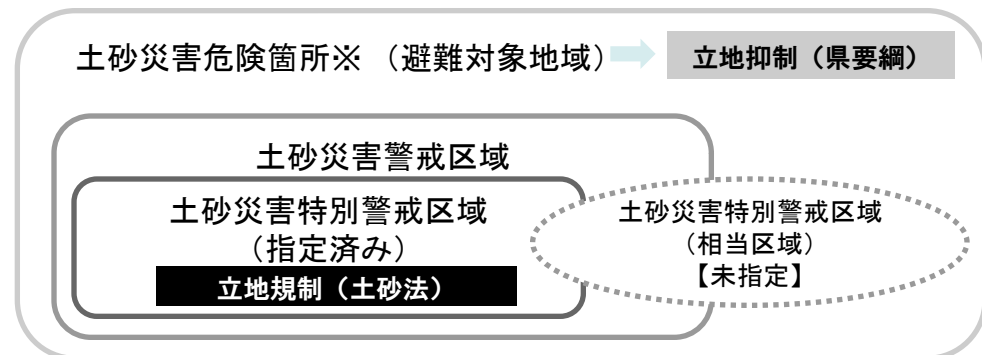 土砂災害危険箇所※（避難対象地域）
立地抑制（県要綱）
土砂災害警戒区域
土砂災害特別警戒区域
（指定済み）
立地規制（土砂法）
土砂災害特別警戒区域
（相当区域）
【未指定】